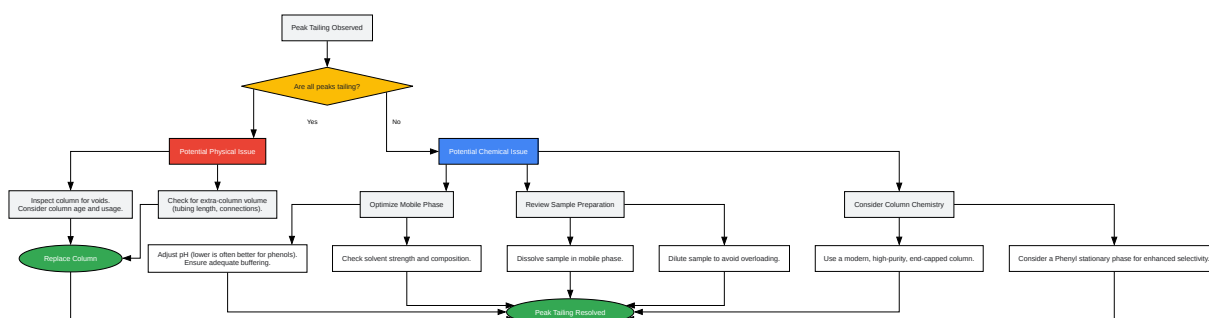 Peak Tailing Observed
Are all peaks tailing?
Yes
No
Potential Physical Issue
Potential Chemical Issue
Inspect column for voids.
Consider column age and usage.
Check for extra-column volume
(tubing length, connections).
Optimize Mobile Phase
Review Sample Preparation
Consider Column Chemistry
Replace Column
Adjust pH (lower is often better for phenols).
Ensure adequate buffering.
Check solvent strength and composition.
Dissolve sample in mobile phase.
Dilute sample to avoid overloading.
Use a modern, high-purity, end-capped column.
Consider a Phenyl stationary phase for enhanced selectivity.
Peak Tailing Resolved